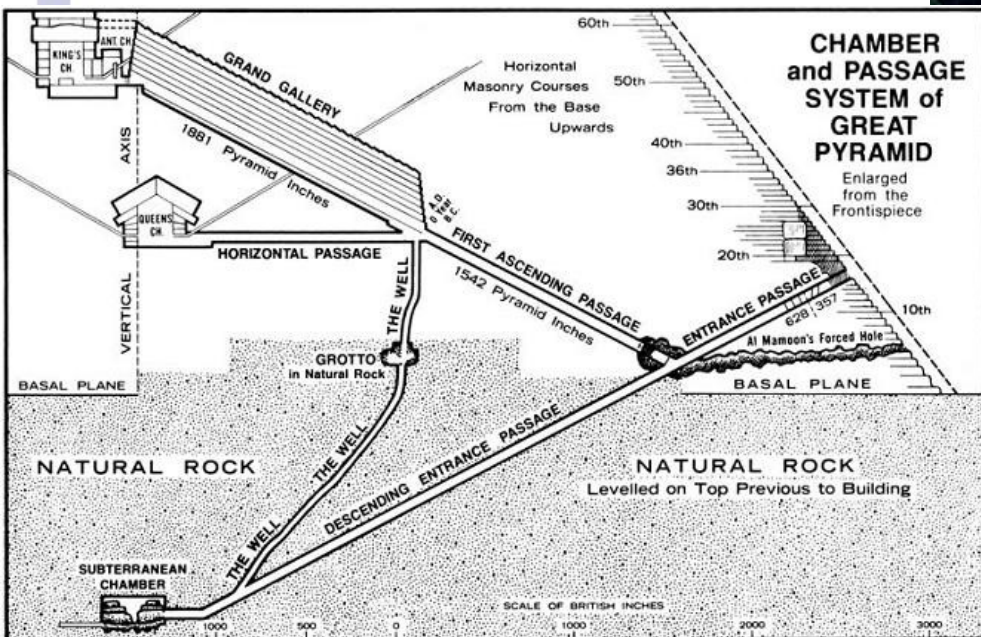 CHAMBER
and PASSAGE
SYSTEM of
GREAT
PYRAMID
Enlarged
from the
Frontispiece
60th
50th
40th
36th
30th
20th
10th
Horizontal
Masonry Courses
From the Base
Upwards
KING'S
CH.
ANT. CH.
GRAND GALLERY
1881 Pyramid Inches
AXIS
VERTICAL
QUEENS
CH.
HORIZONTAL PASSAGE
A.D.
0 Year
B.C.
FIRST ASCENDING PASSAGE
1542 Pyramid Inches
ENTRANCE PASSAGE
628 357
Al Mamoon's Forced Hole
BASAL PLANE
BASAL PLANE
THE WELL
GROTTO
in Natural Rock
THE WELL
THE WELL
DESCENDING ENTRANCE PASSAGE
NATURAL ROCK
NATURAL ROCK
Levelled on Top Previous to Building
SUBTERRANEAN
CHAMBER
SCALE OF BRITISH INCHES
1000 500 0 1000 2000 3000